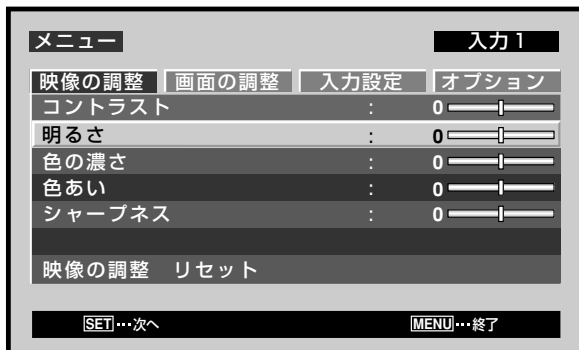 メニュー 入力1
映像の調整 画面の調整 入力設定 オプション
コントラスト : 0
明るさ : 0
色の濃さ : 0
色あい : 0
シャープネス : 0
映像の調整 リセット
SET…次へ MENU…終了